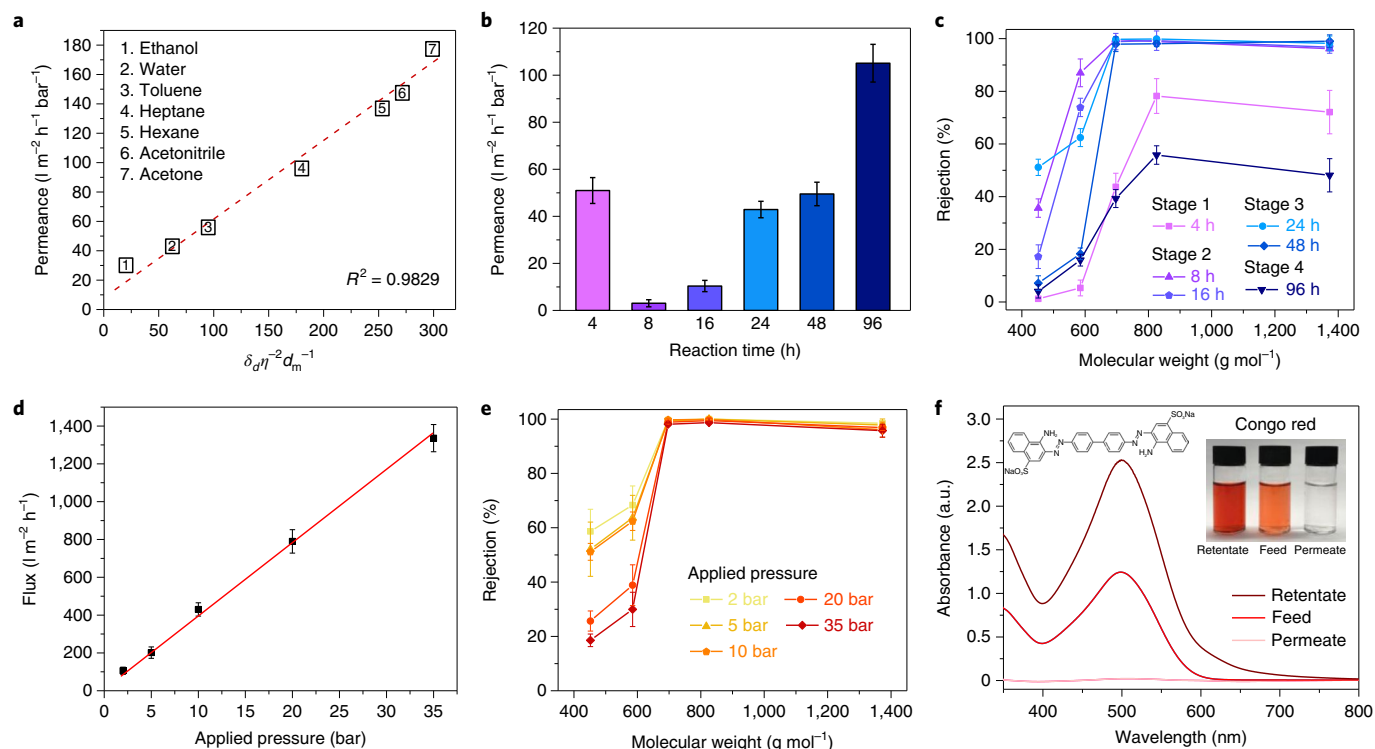 a
Permeance (l m⁻² h⁻¹ bar⁻¹)
180
160
140
120
100
80
60
40
20
0
1. Ethanol
2. Water
3. Toluene
4. Heptane
5. Hexane
6. Acetonitrile
7. Acetone
1
2
3
4
5
6
7
R² = 0.9829
0 50 100 150 200 250 300
δ_dη⁻²d_m⁻¹
b
Permeance (l m⁻² h⁻¹ bar⁻¹)
120
100
80
60
40
20
0
4 8 16 24 48 96
Reaction time (h)
c
Rejection (%)
100
80
60
40
20
0
Stage 1
4 h
Stage 2
8 h
16 h
Stage 3
24 h
48 h
Stage 4
96 h
400 600 800 1,000 1,200 1,400
Molecular weight (g mol⁻¹)
d
Flux (l m⁻² h⁻¹)
1,400
1,200
1,000
800
600
400
200
0
0 5 10 15 20 25 30 35
Applied pressure (bar)
e
Rejection (%)
100
80
60
40
20
0
Applied pressure
2 bar
5 bar
10 bar
20 bar
35 bar
400 600 800 1,000 1,200 1,400
Molecular weight (g mol⁻¹)
f
Absorbance (a.u.)
3.0
2.5
2.0
1.5
1.0
0.5
0
NH₂
N
N
NaO₃S
SO₃Na
N
N
H₂N
Congo red
Retentate Feed Permeate
Retentate
Feed
Permeate
400 500 600 700 800
Wavelength (nm)